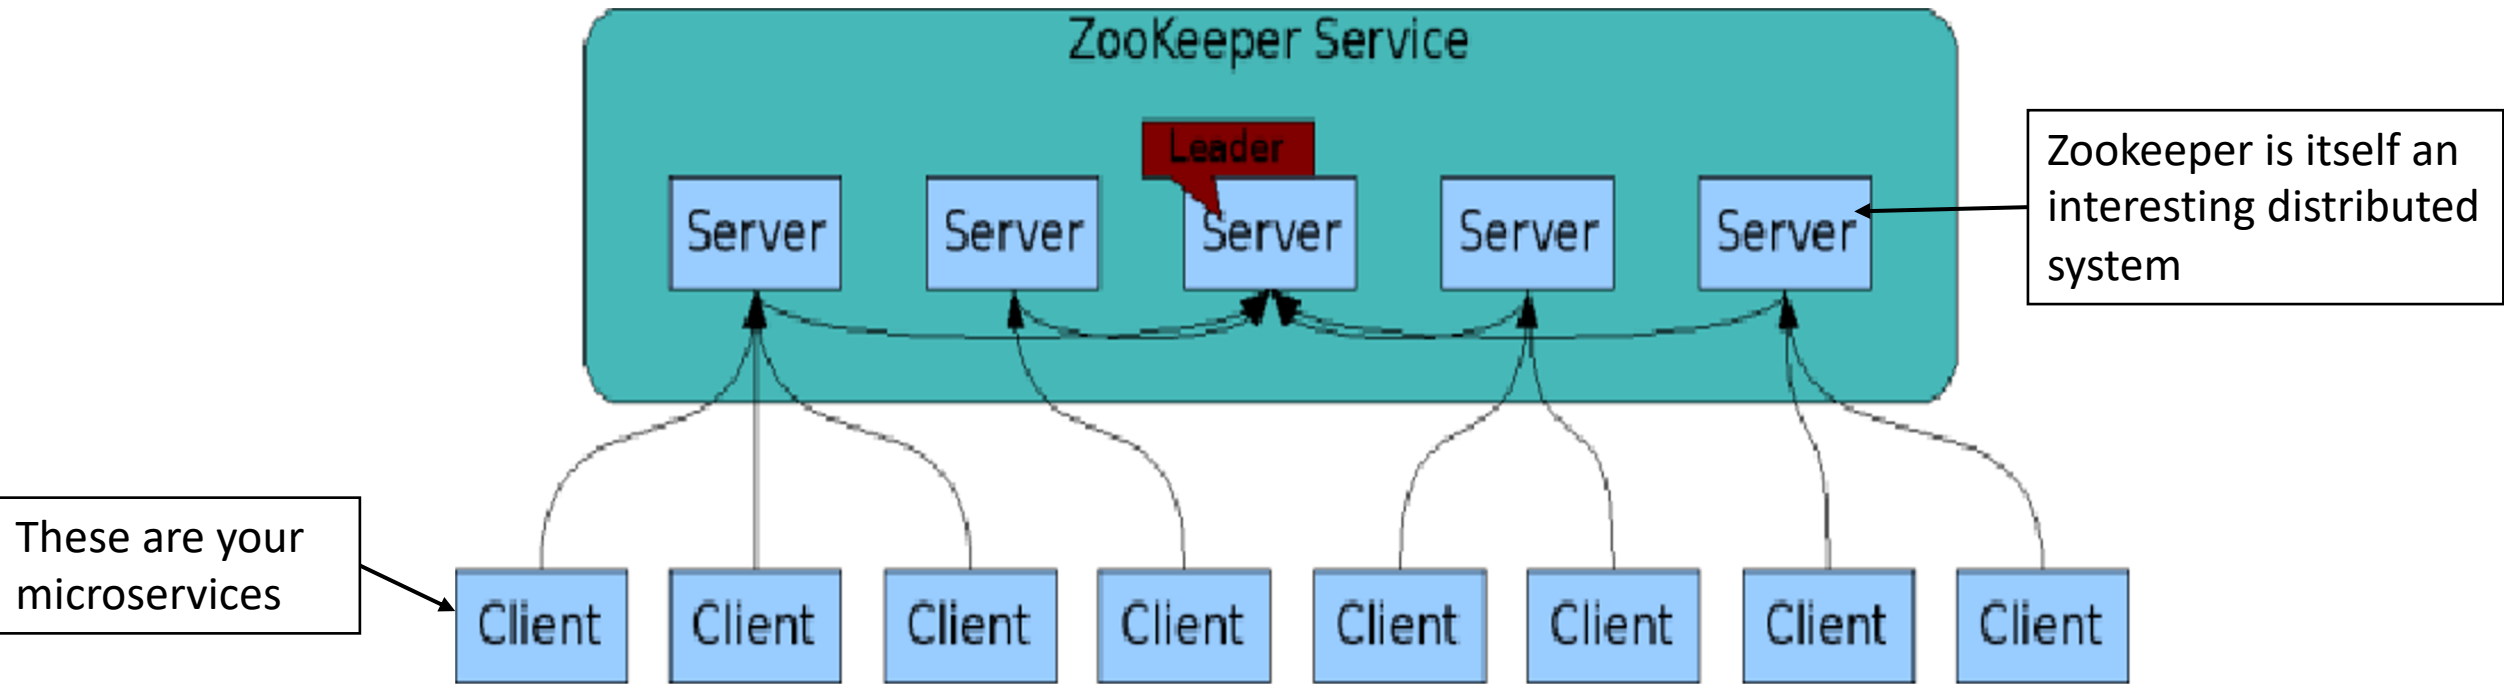 ZooKeeper Service
Leader
Server
Server
Server
Server
Server
Zookeeper is itself an
interesting distributed
system
These are your
microservices
Client
Client
Client
Client
Client
Client
Client
Client